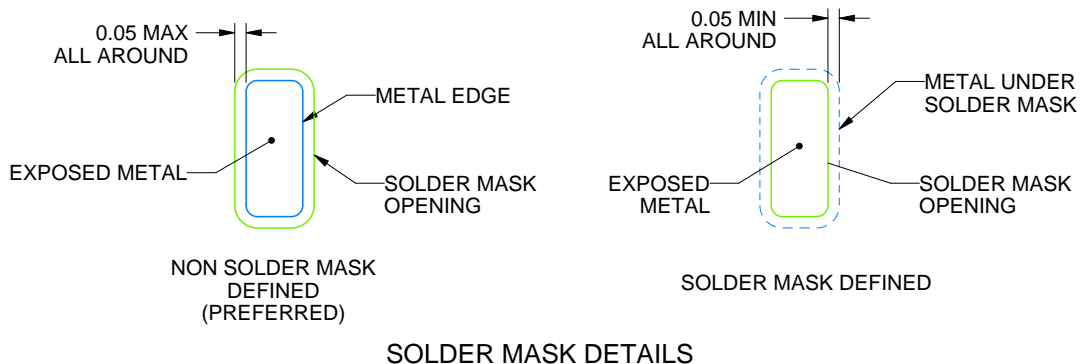 0.05 MAX
ALL AROUND
METAL EDGE
EXPOSED METAL
SOLDER MASK
OPENING
NON SOLDER MASK
DEFINED
(PREFERRED)
0.05 MIN
ALL AROUND
METAL UNDER
SOLDER MASK
EXPOSED
METAL
SOLDER MASK
OPENING
SOLDER MASK DEFINED
SOLDER MASK DETAILS